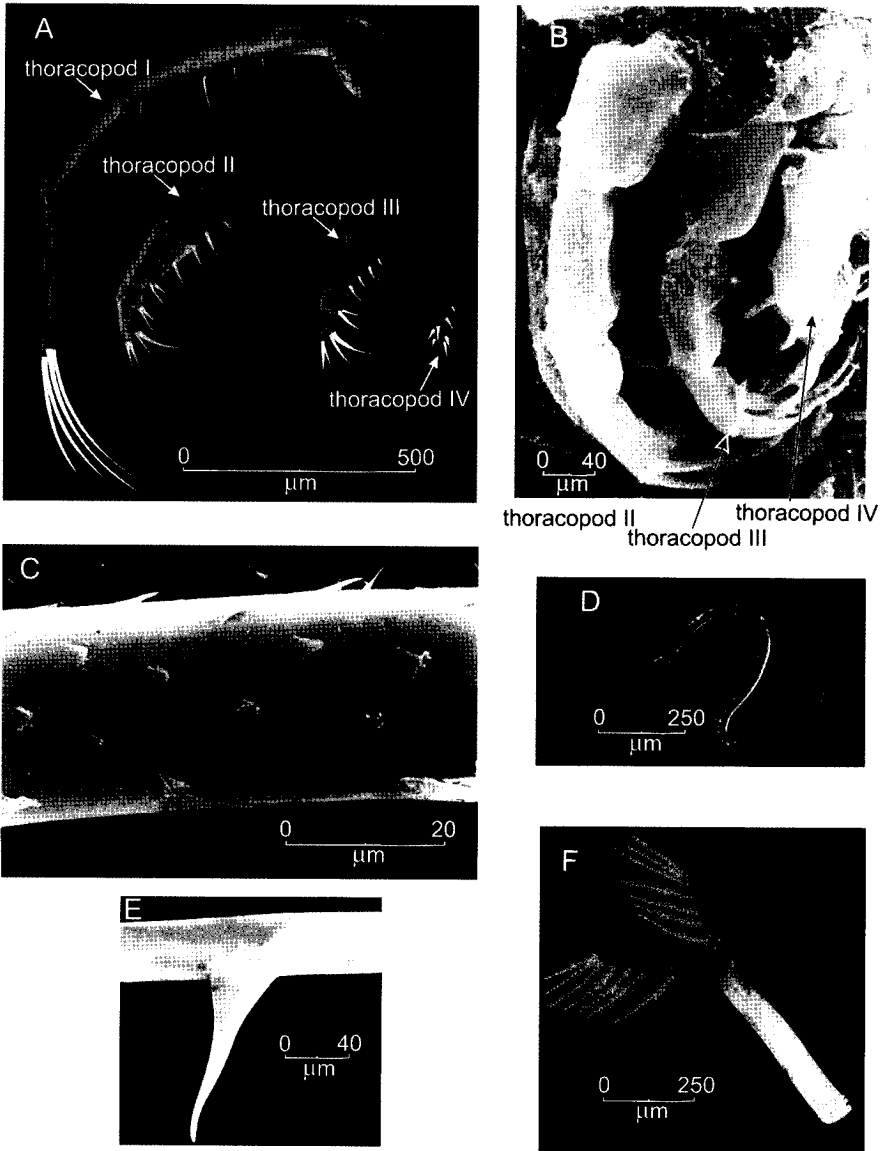 A
thoracopod I
thoracopod II
thoracopod III
thoracopod IV
0 500
µm
B
0 40
µm
thoracopod II
thoracopod III
thoracopod IV
C
0 20
µm
D
0 250
µm
E
0 40
µm
F
0 250
µm